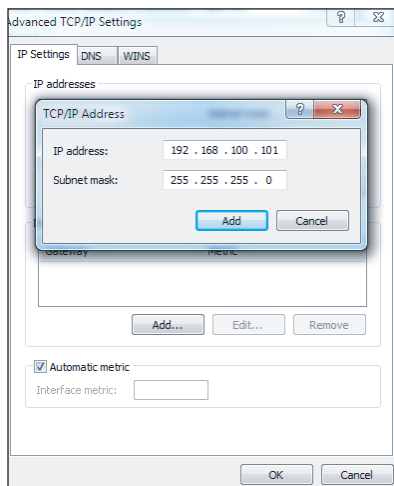 Advanced TCP/IP Settings
IP Settings DNS WINS
IP addresses
Subnet mask
TCP/IP Address
IP address: 192 . 168 . 100 . 101
Subnet mask: 255 . 255 . 255 . 0
Add Cancel
Gateway Metric
Add... Edit... Remove
Automatic metric
Interface metric:
OK Cancel